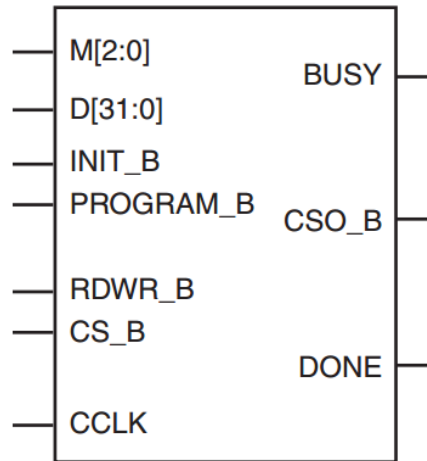 M[2:0]
BUSY
D[31:0]
INIT_B
PROGRAM_B
CSO_B
RDWR_B
CS_B
DONE
CCLK